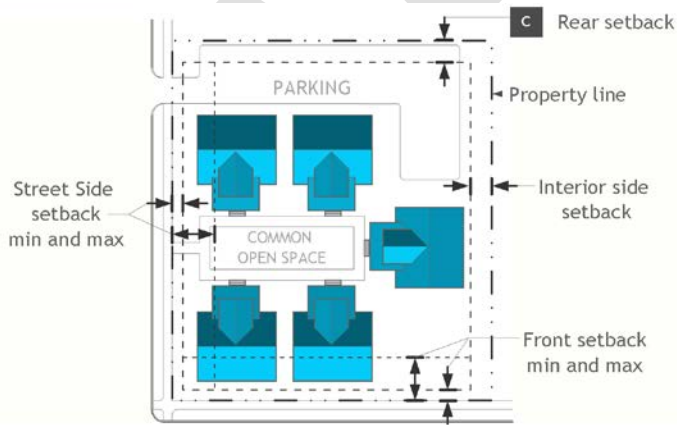 C Rear setback
PARKING
Property line
Street Side
setback
min and max
Interior side
setback
COMMON
OPEN SPACE
Front setback
min and max